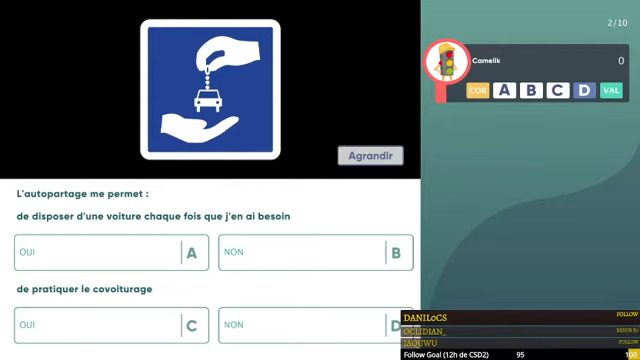 2/10
Camelik
0
COR A B C D VAL
Agrandir
L'autopartage me permet :
de disposer d'une voiture chaque fois que j'en ai besoin
OUI A
NON B
de pratiquer le covoiturage
OUI C
NON D
DANILoCS FOLLOW
OCLIDIAN_
IAQUWU FOLLOW
Follow Goal (12h de CSD2) 95 100